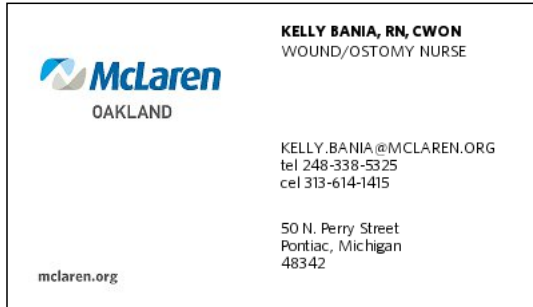 McLaren
OAKLAND
mclaren.org
KELLY BANIA, RN, CWON
WOUND/OSTOMY NURSE
KELLY.BANIA@MCLAREN.ORG
tel 248-338-5325
cel 313-614-1415
50 N. Perry Street
Pontiac, Michigan
48342